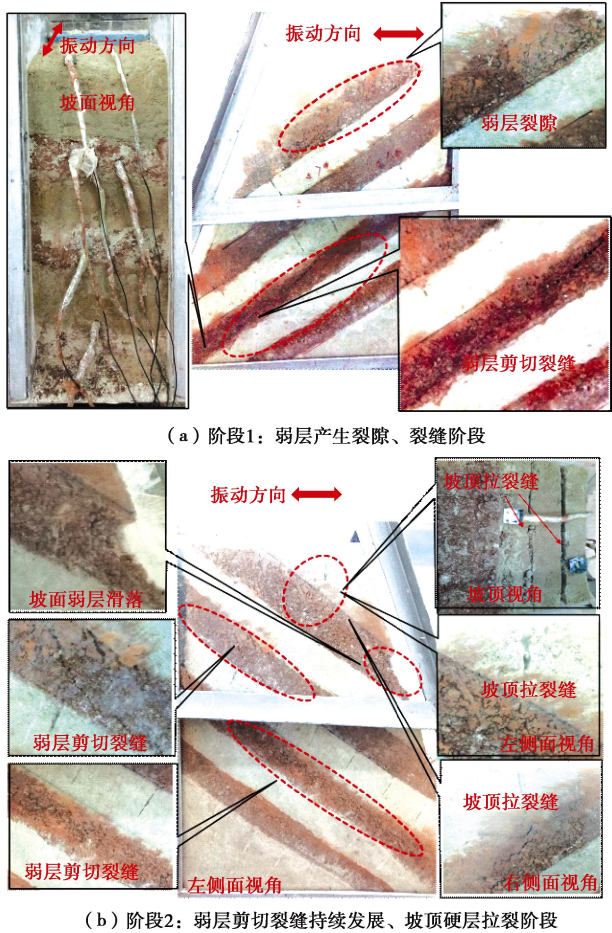 振动方向
坡面视角
振动方向
弱层裂隙
弱层剪切裂缝
（a）阶段1：弱层产生裂隙、裂缝阶段
振动方向
坡面弱层滑落
弱层剪切裂缝
弱层剪切裂缝
左侧面视角
坡顶拉裂缝
坡顶视角
坡顶拉裂缝
左侧面视角
坡顶拉裂缝
右侧面视角
（b）阶段2：弱层剪切裂缝持续发展、坡顶硬层拉裂阶段